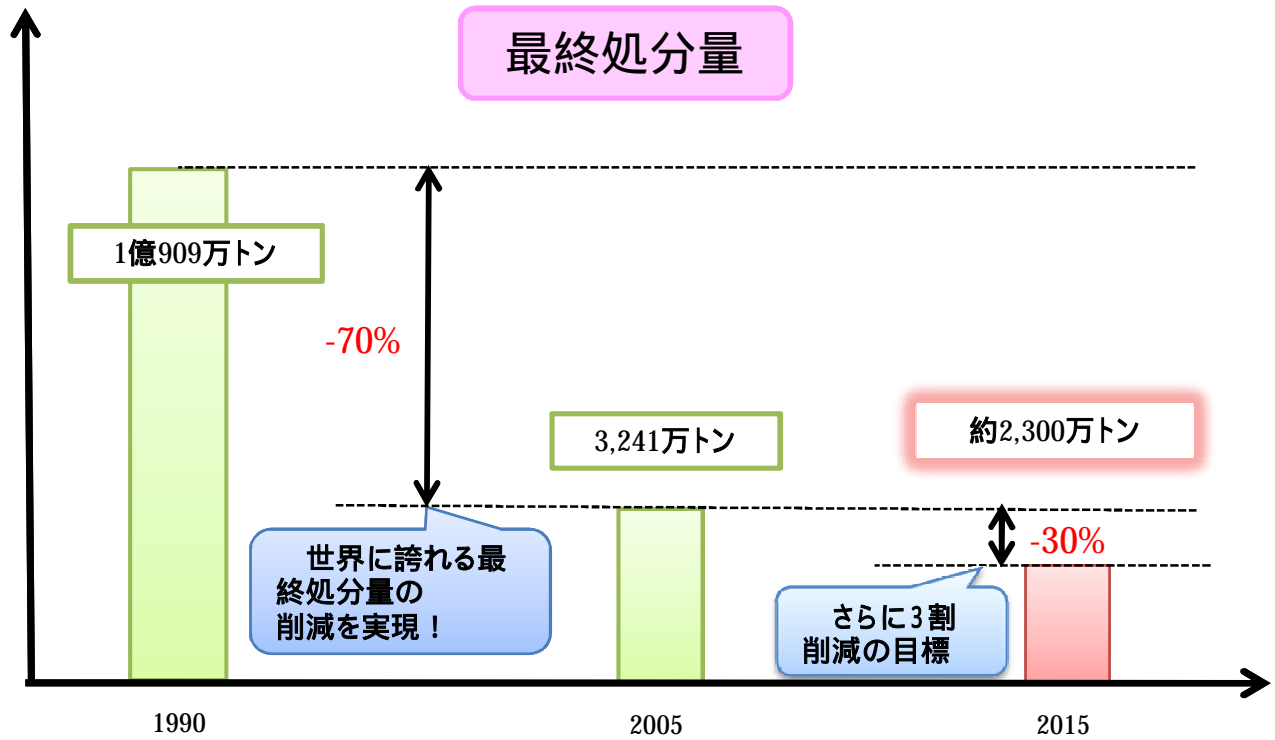 最終処分量
1億909万トン
-70%
3,241万トン
約2,300万トン
-30%
世界に誇れる最
終処分量の
削減を実現！
さらに3割
削減の目標
1990
2005
2015